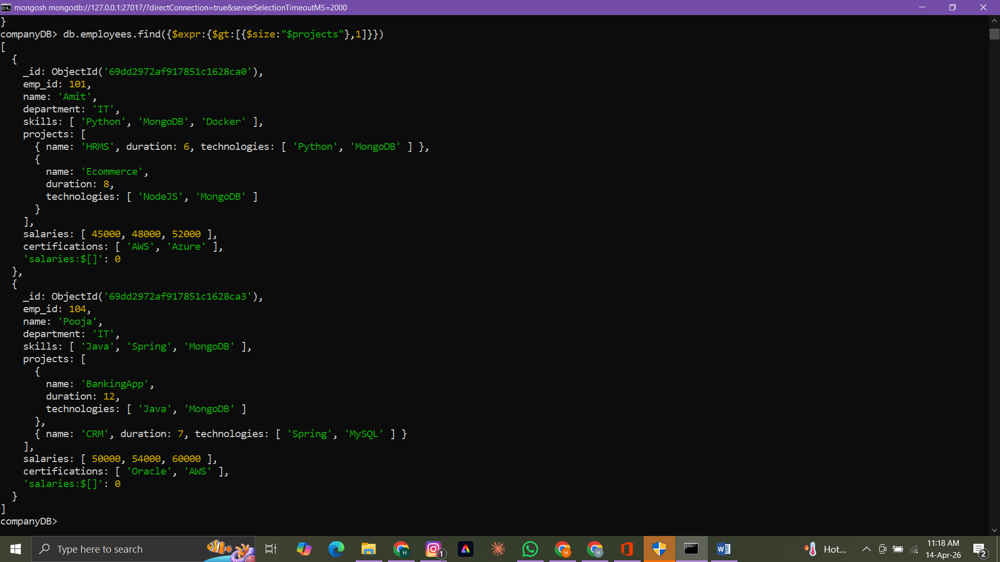 mongosh mongodb://127.0.0.1:27017/?directConnection=true&serverSelectionTimeoutMS=2000
}
companyDB> db.employees.find({$expr:{$gt:[{$size:"$projects"},1]}})
[
  {
    _id: ObjectId('69dd2972af917851c1628ca0'),
    emp_id: 101,
    name: 'Amit',
    department: 'IT',
    skills: [ 'Python', 'MongoDB', 'Docker' ],
    projects: [
      { name: 'HRMS', duration: 6, technologies: [ 'Python', 'MongoDB' ] },
      {
        name: 'Ecommerce',
        duration: 8,
        technologies: [ 'NodeJS', 'MongoDB' ]
      }
    ],
    salaries: [ 45000, 48000, 52000 ],
    certifications: [ 'AWS', 'Azure' ],
    'salaries:$[]': 0
  },
  {
    _id: ObjectId('69dd2972af917851c1628ca3'),
    emp_id: 104,
    name: 'Pooja',
    department: 'IT',
    skills: [ 'Java', 'Spring', 'MongoDB' ],
    projects: [
      {
        name: 'BankingApp',
        duration: 12,
        technologies: [ 'Java', 'MongoDB' ]
      },
      { name: 'CRM', duration: 7, technologies: [ 'Spring', 'MySQL' ] }
    ],
    salaries: [ 50000, 54000, 60000 ],
    certifications: [ 'Oracle', 'AWS' ],
    'salaries:$[]': 0
  }
]
companyDB>
Type here to search
1
Hot...
11:18 AM
14-Apr-26
2